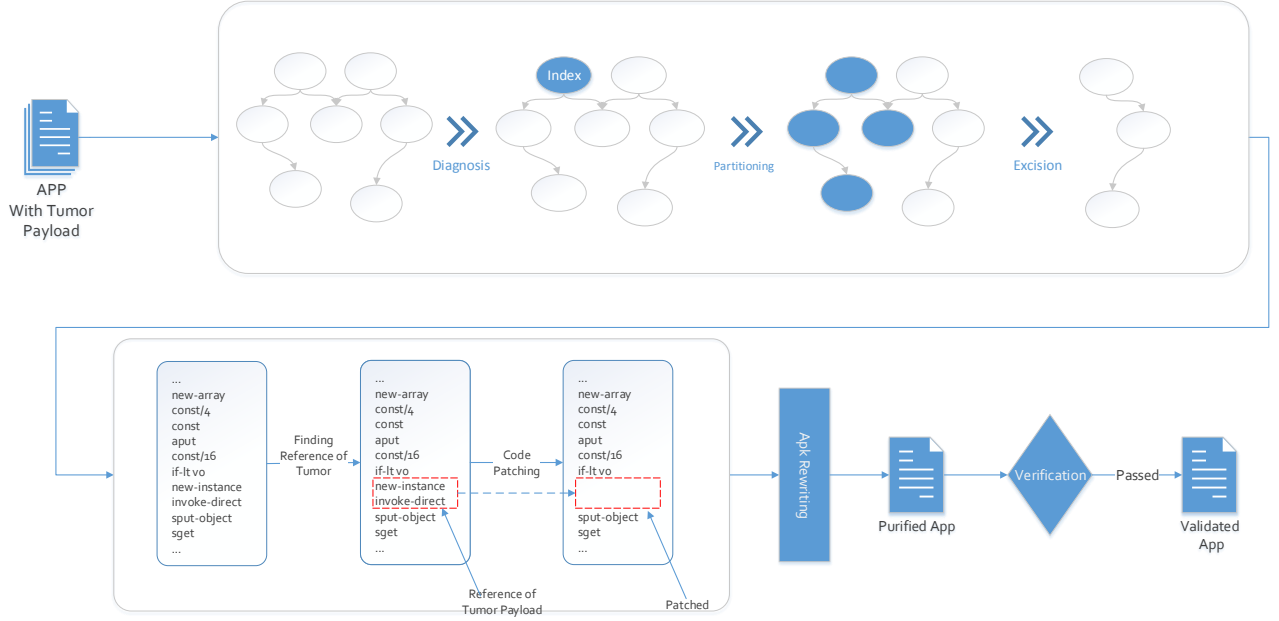 Index
Diagnosis
Partitioning
Excision
APP
With Tumor
Payload
...
new-array
const/4
const
aput
const/16
if-lt vo
new-instance
invoke-direct
sput-object
sget
...
Finding
Reference of
Tumor
...
new-array
const/4
const
aput
const/16
if-lt vo
new-instance
invoke-direct
sput-object
sget
...
Code
Patching
...
new-array
const/4
const
aput
const/16
if-lt vo
sput-object
sget
...
Reference of
Tumor Payload
Patched
Apk Rewriting
Purified App
Verification
Passed
Validated
App